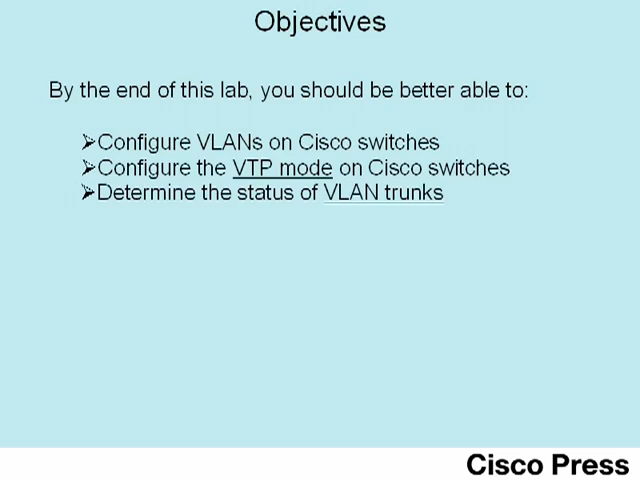 Objectives
By the end of this lab, you should be better able to:
➢Configure VLANs on Cisco switches
➢Configure the VTP mode on Cisco switches
➢Determine the status of VLAN trunks
Cisco Press